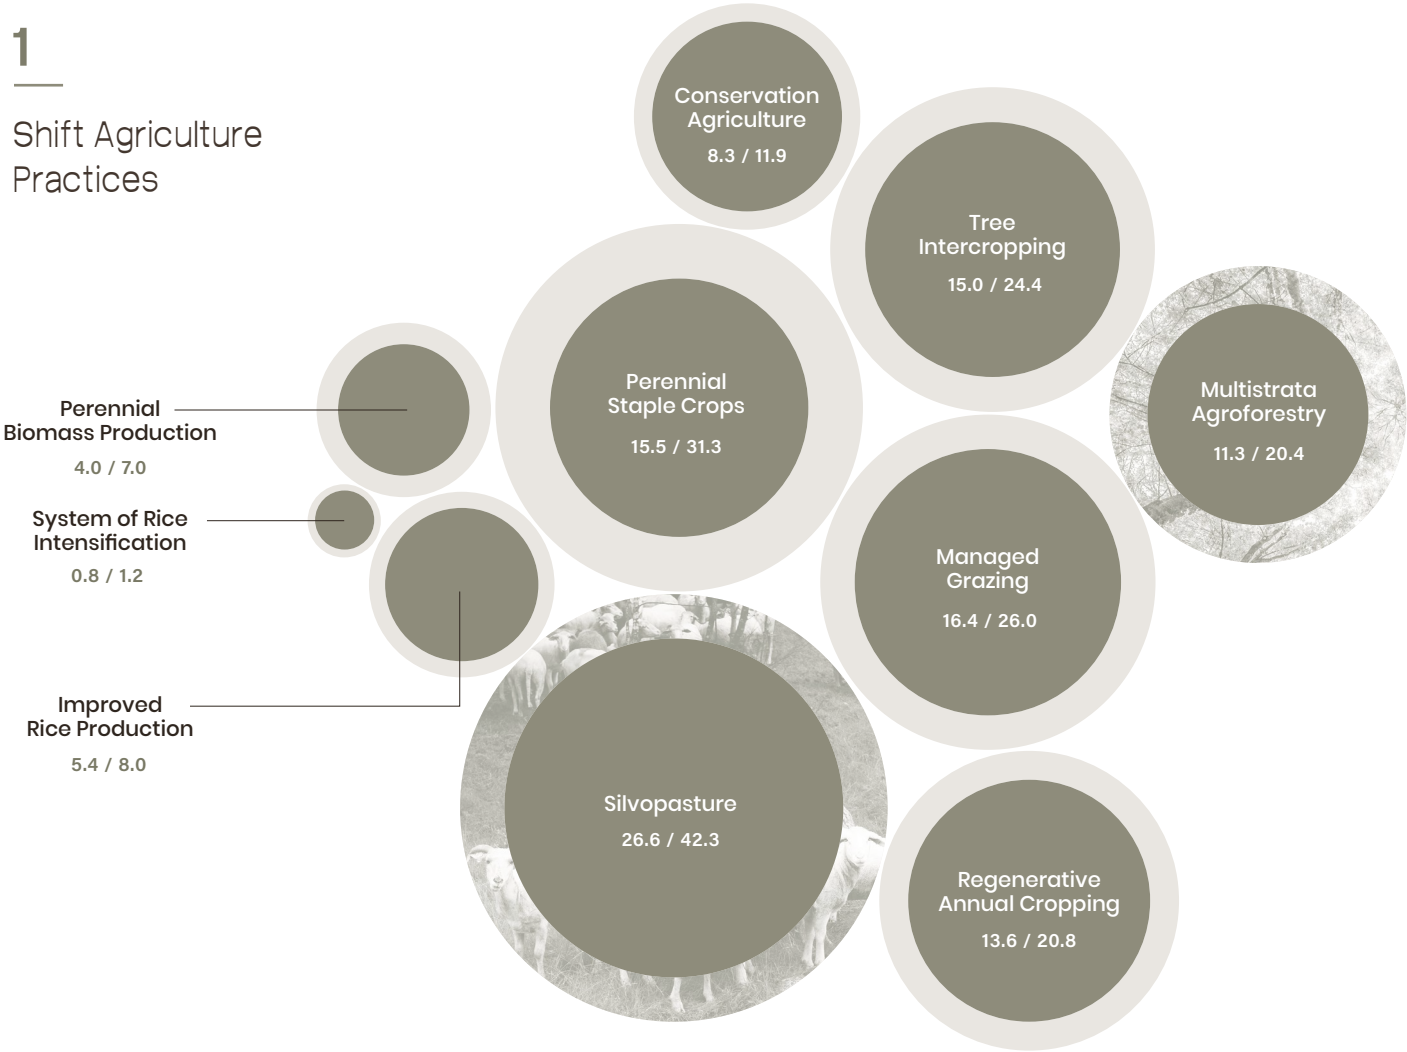 1
Shift Agriculture
Practices
Conservation
Agriculture
8.3 / 11.9
Tree
Intercropping
15.0 / 24.4
Perennial
Staple Crops
15.5 / 31.3
Multistrata
Agroforestry
11.3 / 20.4
Perennial
Biomass Production
4.0 / 7.0
System of Rice
Intensification
0.8 / 1.2
Managed
Grazing
16.4 / 26.0
Improved
Rice Production
5.4 / 8.0
Silvopasture
26.6 / 42.3
Regenerative
Annual Cropping
13.6 / 20.8